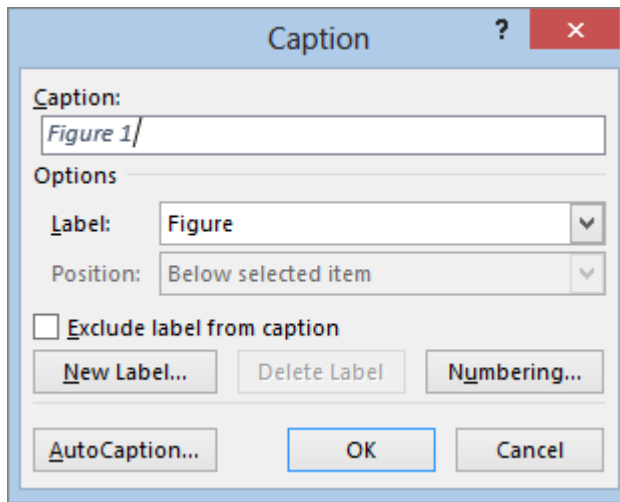 Caption ? ×
Caption:
Figure 1
Options
Label: Figure
Position: Below selected item
Exclude label from caption
New Label... Delete Label Numbering...
AutoCaption... OK Cancel